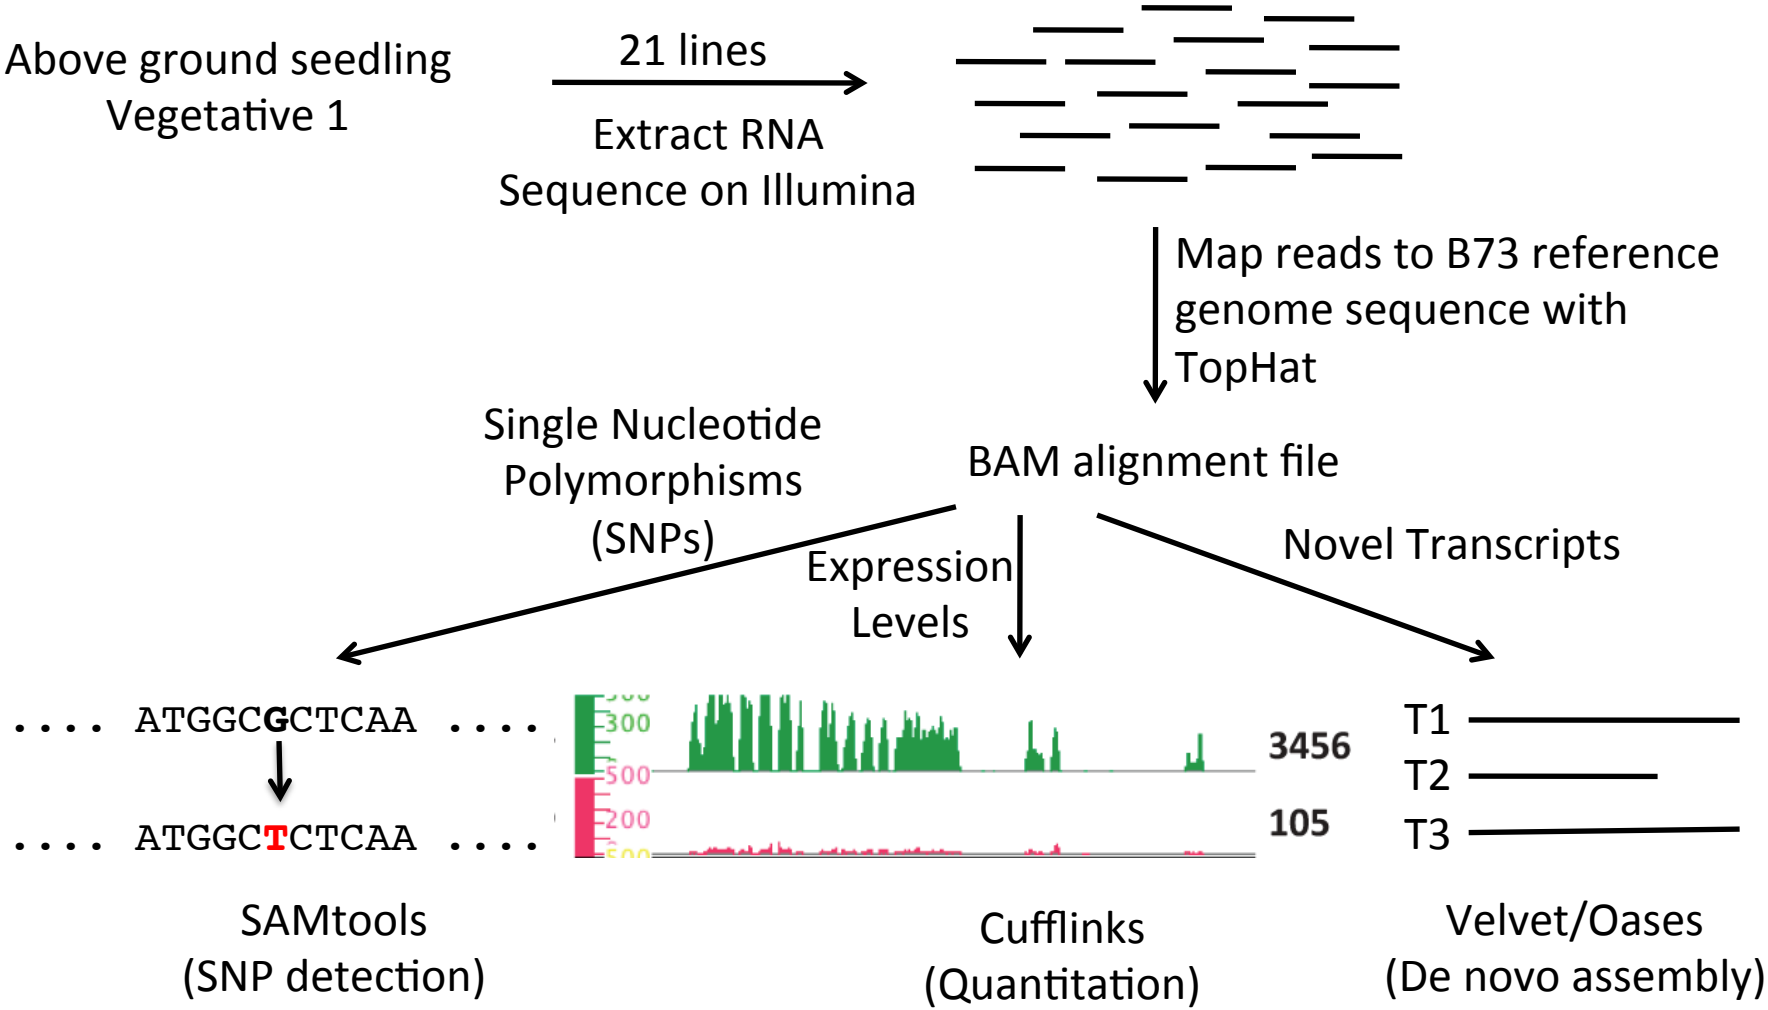 Above ground seedling
Vegetative 1
21 lines
Extract RNA
Sequence on Illumina
Map reads to B73 reference
genome sequence with
TopHat
BAM alignment file
Single Nucleotide
Polymorphisms
(SNPs)
Expression
Levels
Novel Transcripts
.... ATGGCGCTCAA ....
.... ATGGCTCTCAA ....
300
500
200
3456
105
T1
T2
T3
SAMtools
(SNP detection)
Cufflinks
(Quantitation)
Velvet/Oases
(De novo assembly)